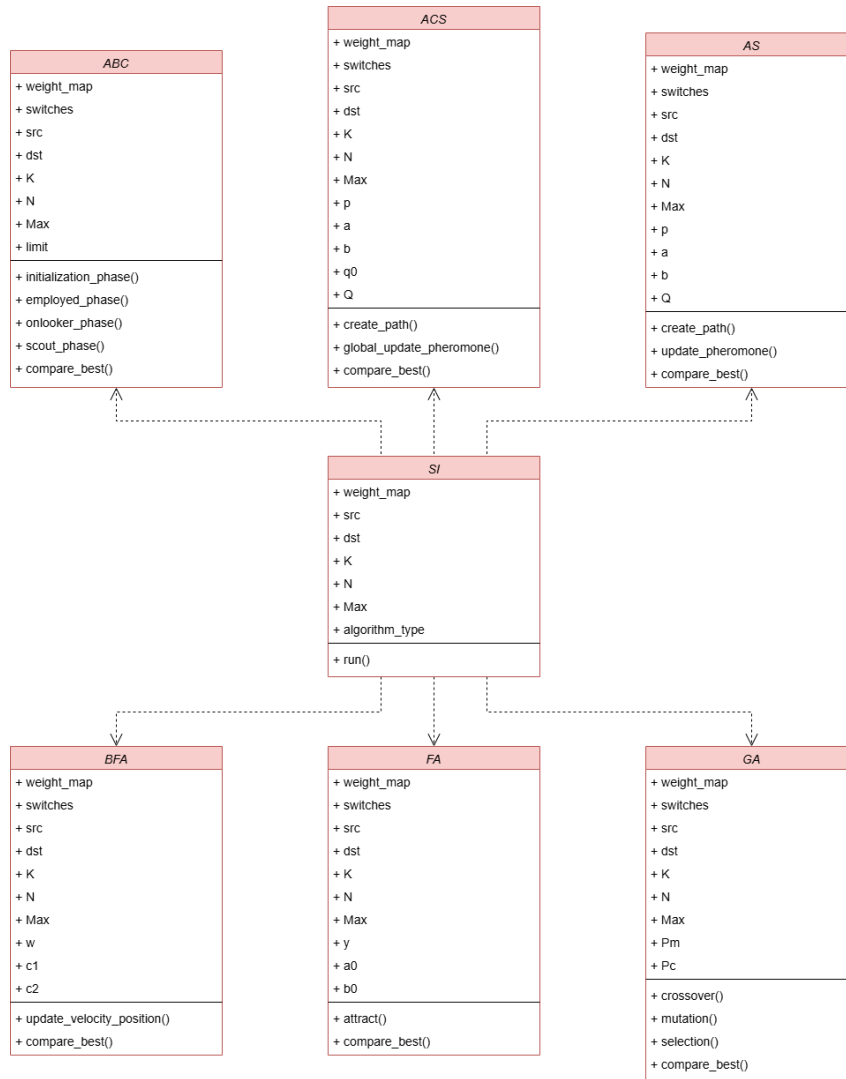 ABC
+ weight_map
+ switches
+ src
+ dst
+ K
+ N
+ Max
+ limit
+ initialization_phase()
+ employed_phase()
+ onlooker_phase()
+ scout_phase()
+ compare_best()
ACS
+ weight_map
+ switches
+ src
+ dst
+ K
+ N
+ Max
+ p
+ a
+ b
+ q0
+ Q
+ create_path()
+ global_update_pheromone()
+ compare_best()
AS
+ weight_map
+ switches
+ src
+ dst
+ K
+ N
+ Max
+ p
+ a
+ b
+ Q
+ create_path()
+ update_pheromone()
+ compare_best()
SI
+ weight_map
+ src
+ dst
+ K
+ N
+ Max
+ algorithm_type
+ run()
BFA
+ weight_map
+ switches
+ src
+ dst
+ K
+ N
+ Max
+ w
+ c1
+ c2
+ update_velocity_position()
+ compare_best()
FA
+ weight_map
+ switches
+ src
+ dst
+ K
+ N
+ Max
+ y
+ a0
+ b0
+ attract()
+ compare_best()
GA
+ weight_map
+ switches
+ src
+ dst
+ K
+ N
+ Max
+ Pm
+ Pc
+ crossover()
+ mutation()
+ selection()
+ compare_best()